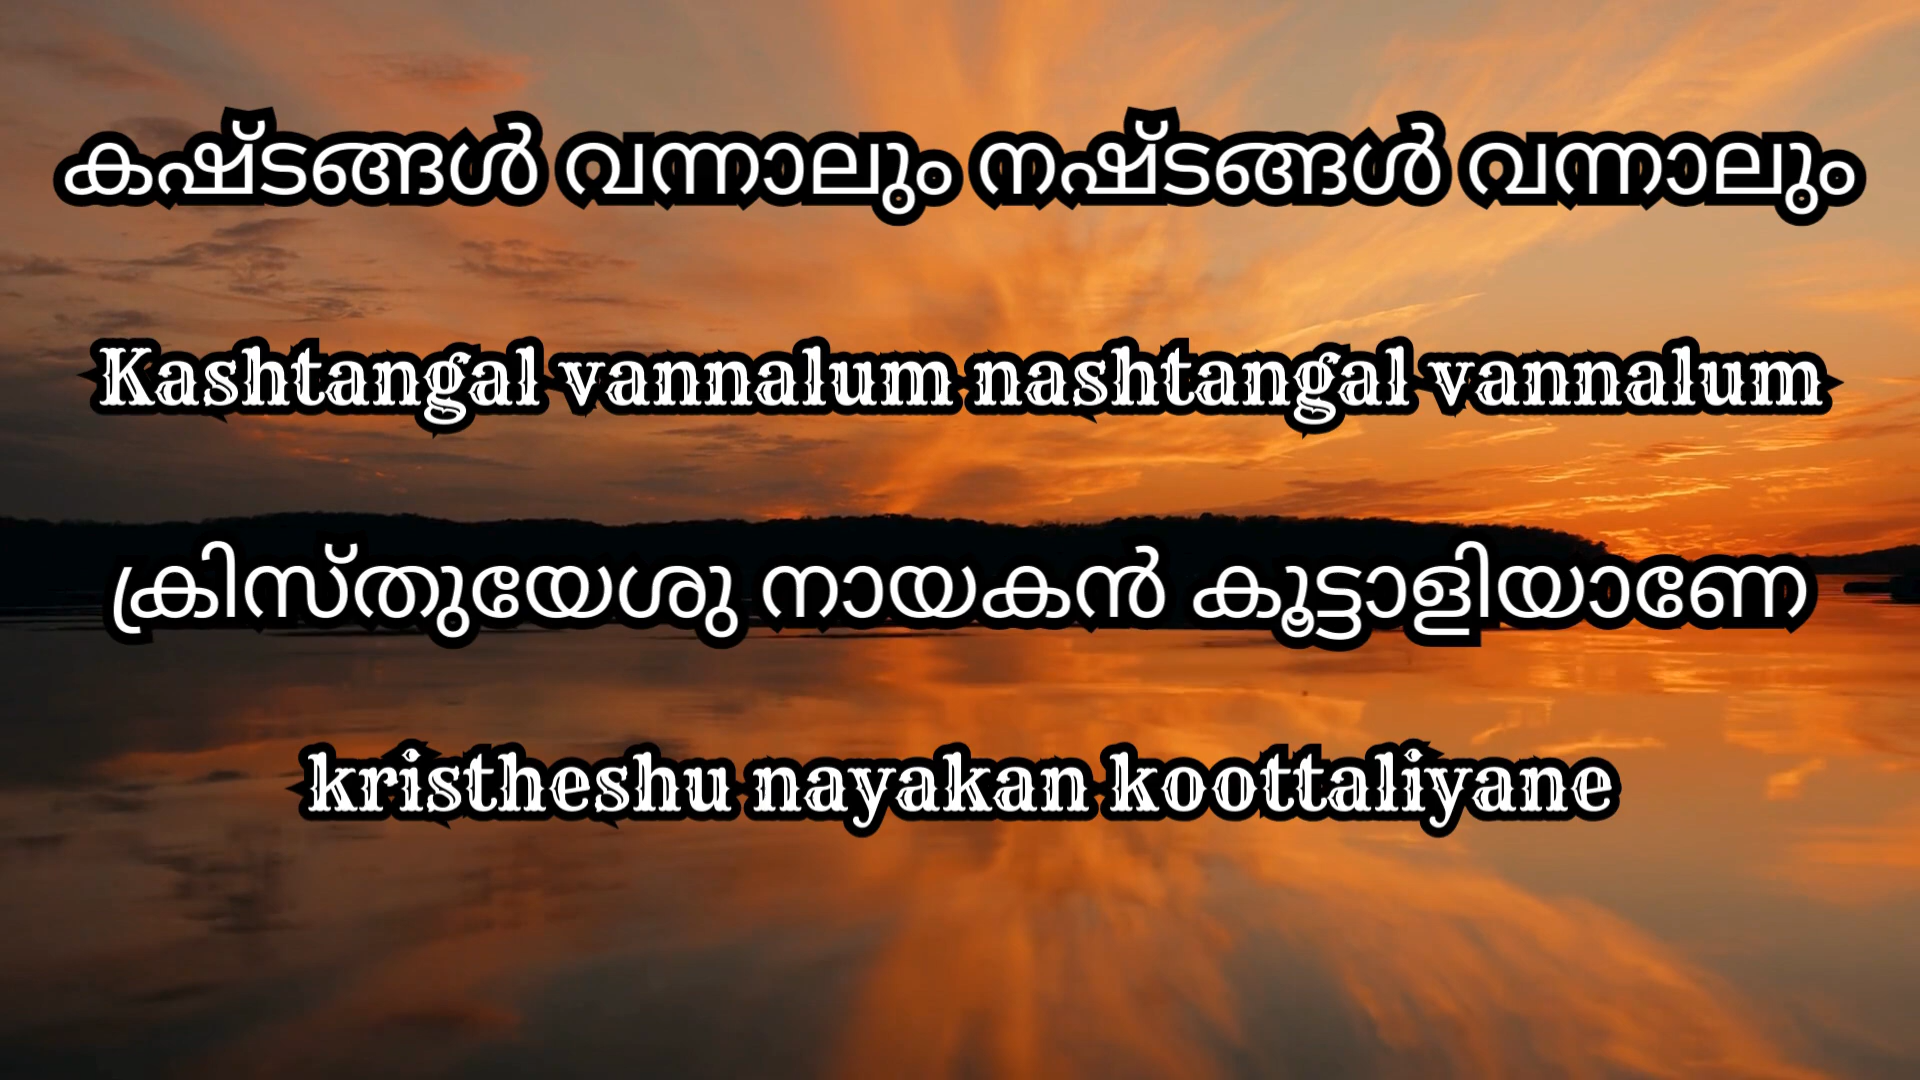 കഷ്ടങ്ങൾ വന്നാലും നഷ്ടങ്ങൾ വന്നാലും
Kashtangal vannalum nashtangal vannalum
ക്രിസ്തുയേശു നായകൻ കൂട്ടാളിയാണേ
kristheshu nayakan koottaliyane